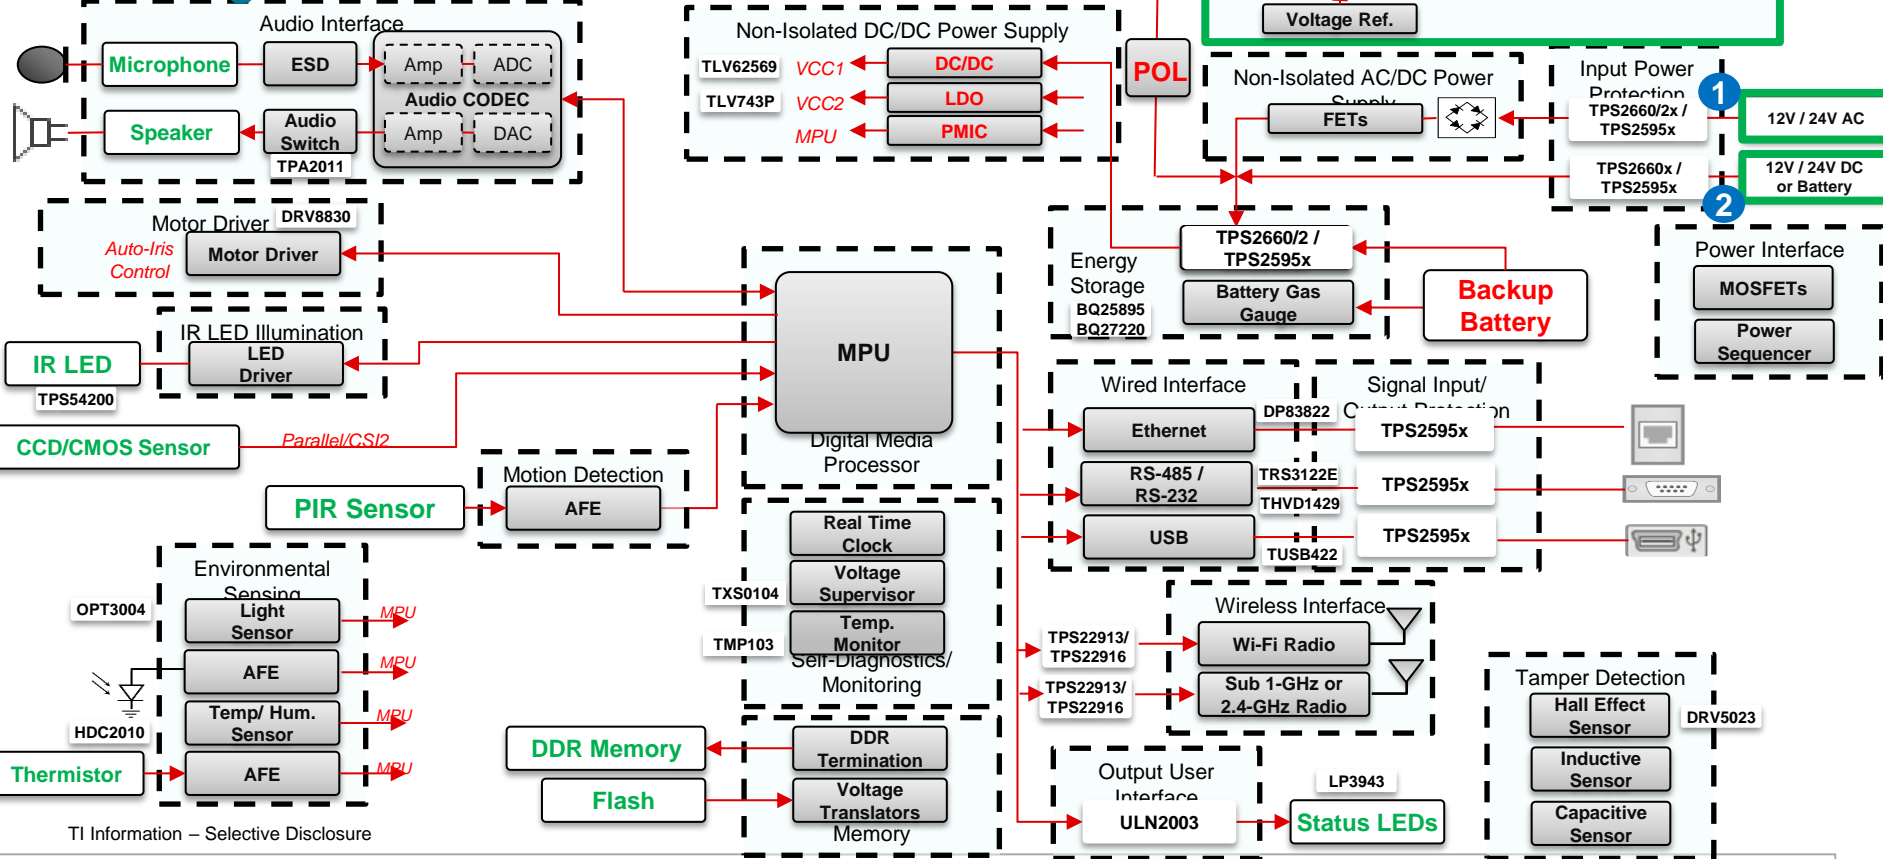 Audio Interface
Microphone
ESD
Amp
ADC
Audio CODEC
Speaker
Audio
Switch
Amp
DAC
TPA2011
Non-Isolated DC/DC Power Supply
TLV62569
VCC1
DC/DC
TLV743P
VCC2
LDO
MPU
PMIC
POL
Voltage Ref.
Non-Isolated AC/DC Power
Supply
FETs
Input Power
Protection
1
TPS2660/2x /
TPS2595x
12V / 24V AC
TPS2660x /
TPS2595x
12V / 24V DC
or Battery
2
Motor Driver
DRV8830
Auto-Iris
Control
Motor Driver
IR LED Illumination
IR LED
LED
Driver
TPS54200
CCD/CMOS Sensor
Parallel/CSI2
Motion Detection
PIR Sensor
AFE
MPU
Digital Media
Processor
Energy
Storage
BQ25895
BQ27220
TPS2660/2 /
TPS2595x
Battery Gas
Gauge
Backup
Battery
Power Interface
MOSFETs
Power
Sequencer
Wired Interface
Signal Input/
Output Protection
DP83822
Ethernet
TPS2595x
RS-485 /
RS-232
TRS3122E
THVD1429
TPS2595x
USB
TUSB422
TPS2595x
Environmental
Sensing
OPT3004
Light
Sensor
MPU
AFE
MPU
HDC2010
Temp/ Hum.
Sensor
MPU
Thermistor
AFE
MPU
Real Time
Clock
TXS0104
Voltage
Supervisor
TMP103
Temp.
Monitor
Self-Diagnostics/
Monitoring
DDR Memory
DDR
Termination
Flash
Voltage
Translators
Memory
Wireless Interface
TPS22913/
TPS22916
Wi-Fi Radio
TPS22913/
TPS22916
Sub 1-GHz or
2.4-GHz Radio
Output User
Interface
ULN2003
LP3943
Status LEDs
Tamper Detection
Hall Effect
Sensor
DRV5023
Inductive
Sensor
Capacitive
Sensor
TI Information – Selective Disclosure